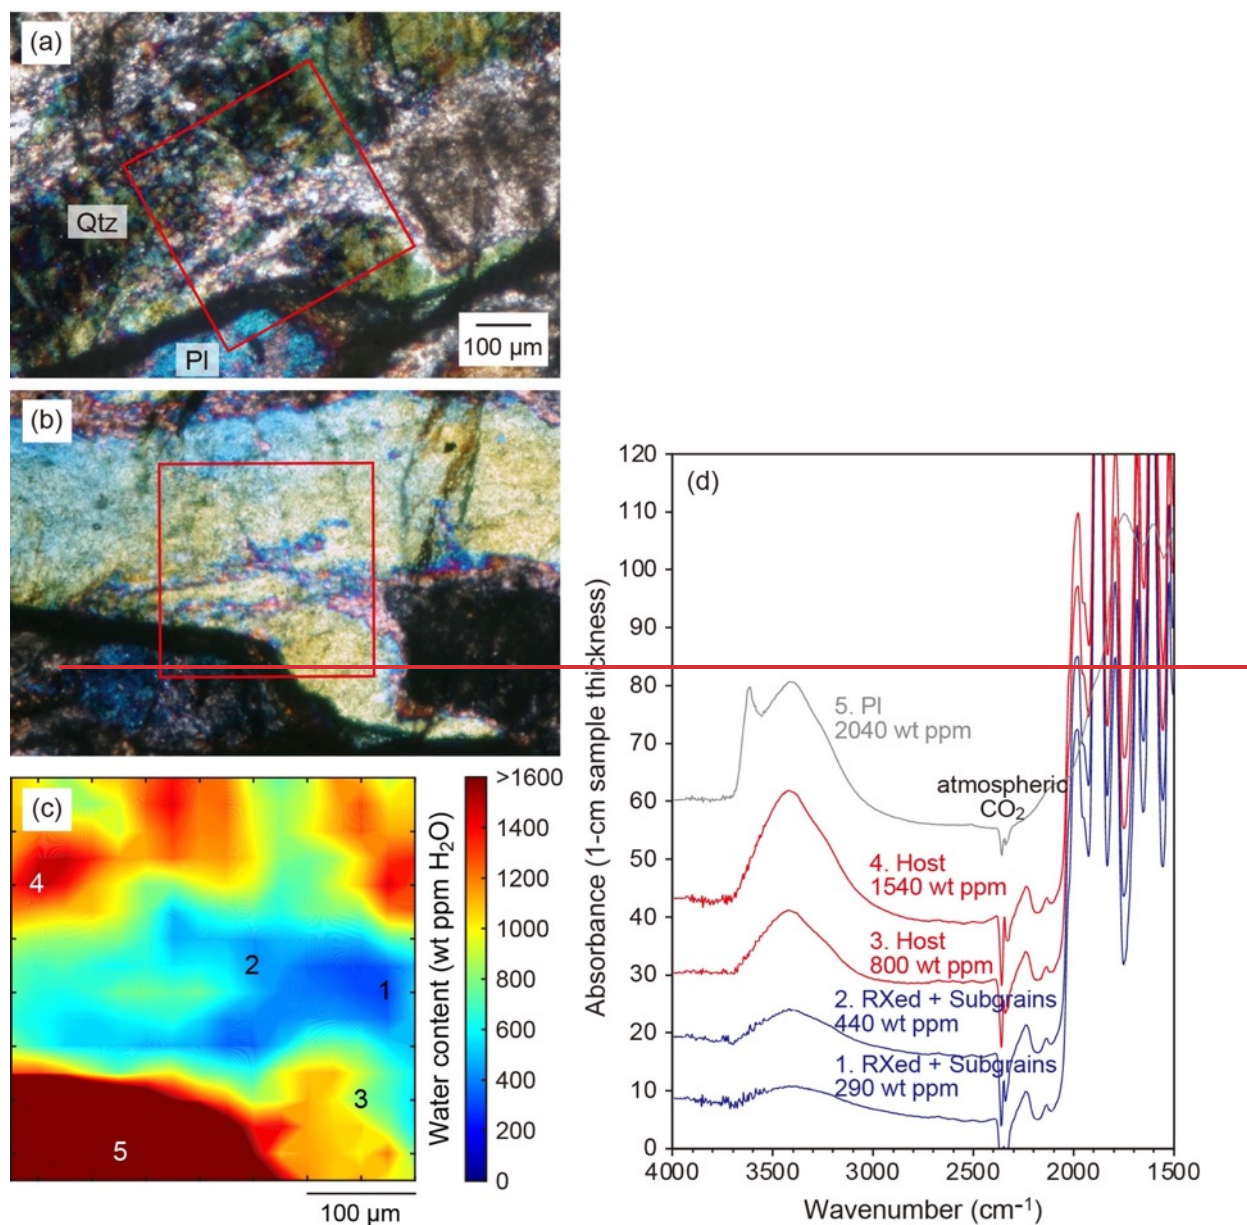 (a)
Qtz
Pl
100 µm
(b)
(c)
4
2
1
3
5
100 µm
>1600
1400
1200
1000
800
600
400
200
0
Water content (wt ppm H₂O)
(d)
120
110
100
90
80
70
60
50
40
30
20
10
0
Absorbance (1-cm sample thickness)
5. Pl
2040 wt ppm
atmospheric
CO₂
4. Host
1540 wt ppm
3. Host
800 wt ppm
2. RXed + Subgrains
440 wt ppm
1. RXed + Subgrains
290 wt ppm
4000
3500
3000
2500
2000
1500
Wavenumber (cm⁻¹)